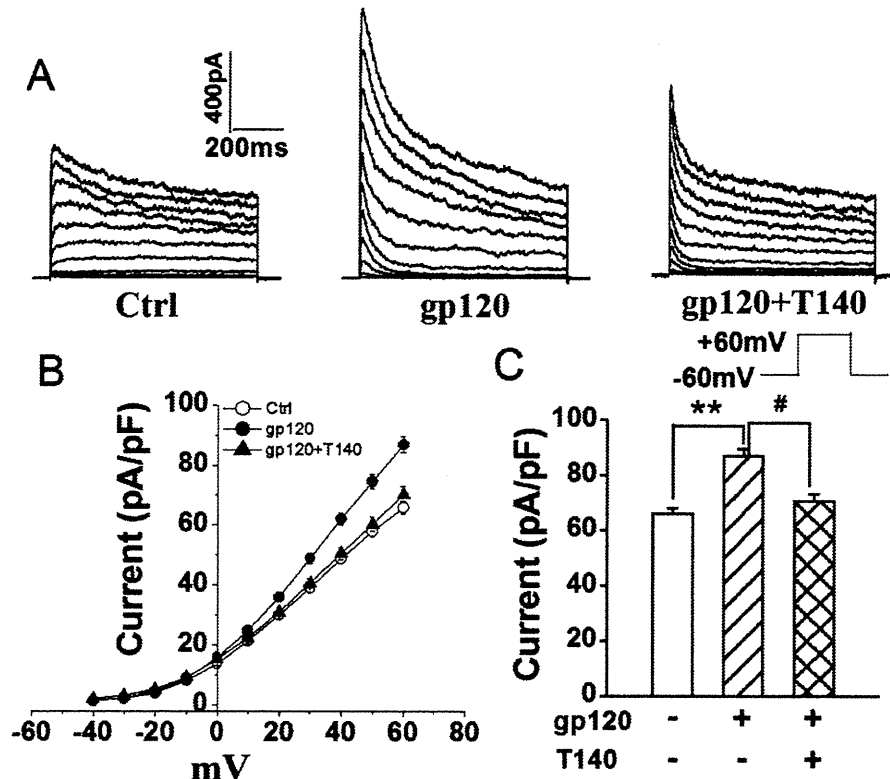 A
400pA
200ms
Ctrl
gp120
gp120+T140
B
Current (pA/pF)
100
80
60
40
20
0
Ctrl
gp120
gp120+T140
-60
-40
-20
0
20
40
60
80
mV
C
+60mV
-60mV
Current (pA/pF)
100
80
60
40
20
0
**
#
gp120 - + +
T140 - - +